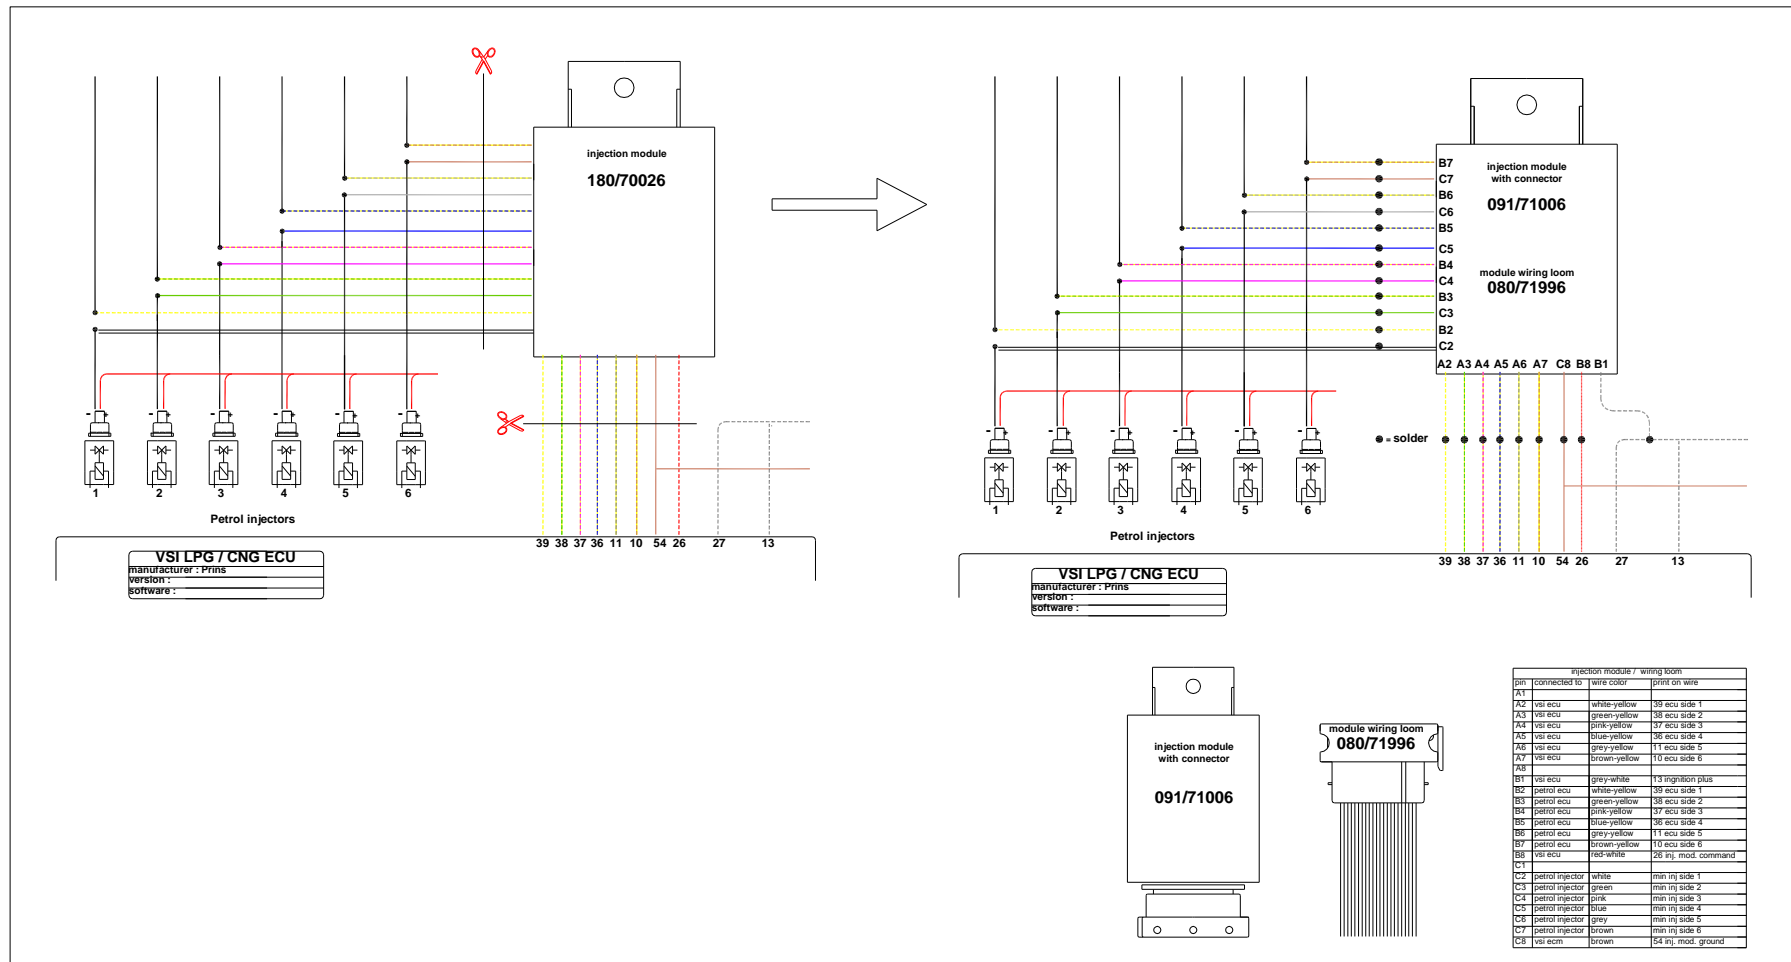 injection module
180/70026
1 2 3 4 5 6
Petrol injectors
39 38 37 36 11 10 54 26 27 13
VSI LPG / CNG ECU
manufacturer : Prins
version :
software :
B7
C7
B6
C6
B5
C5
B4
C4
B3
C3
B2
C2
injection module
with connector
091/71006
module wiring loom
080/71996
A2 A3 A4 A5 A6 A7 C8 B8 B1
= solder
1 2 3 4 5 6
Petrol injectors
39 38 37 36 11 10 54 26 27 13
VSI LPG / CNG ECU
manufacturer : Prins
version :
software :
injection module
with connector
091/71006
module wiring loom
080/71996
injection module / wiring loom
pin connected to wire color print on wire
A1
A2 vsi ecu white-yellow 39 ecu side 1
A3 vsi ecu green-yellow 38 ecu side 2
A4 vsi ecu pink-yellow 37 ecu side 3
A5 vsi ecu blue-yellow 36 ecu side 4
A6 vsi ecu grey-yellow 11 ecu side 5
A7 vsi ecu brown-yellow 10 ecu side 6
A8
B1 vsi ecu grey-white 13 ingnition plus
B2 petrol ecu white-yellow 39 ecu side 1
B3 petrol ecu green-yellow 38 ecu side 2
B4 petrol ecu pink-yellow 37 ecu side 3
B5 petrol ecu blue-yellow 36 ecu side 4
B6 petrol ecu grey-yellow 11 ecu side 5
B7 petrol ecu brown-yellow 10 ecu side 6
B8 vsi ecu red-white 26 inj. mod. command
C1
C2 petrol injector white min inj side 1
C3 petrol injector green min inj side 2
C4 petrol injector pink min inj side 3
C5 petrol injector blue min inj side 4
C6 petrol injector grey min inj side 5
C7 petrol injector brown min inj side 6
C8 vsi ecm brown 54 inj. mod. ground